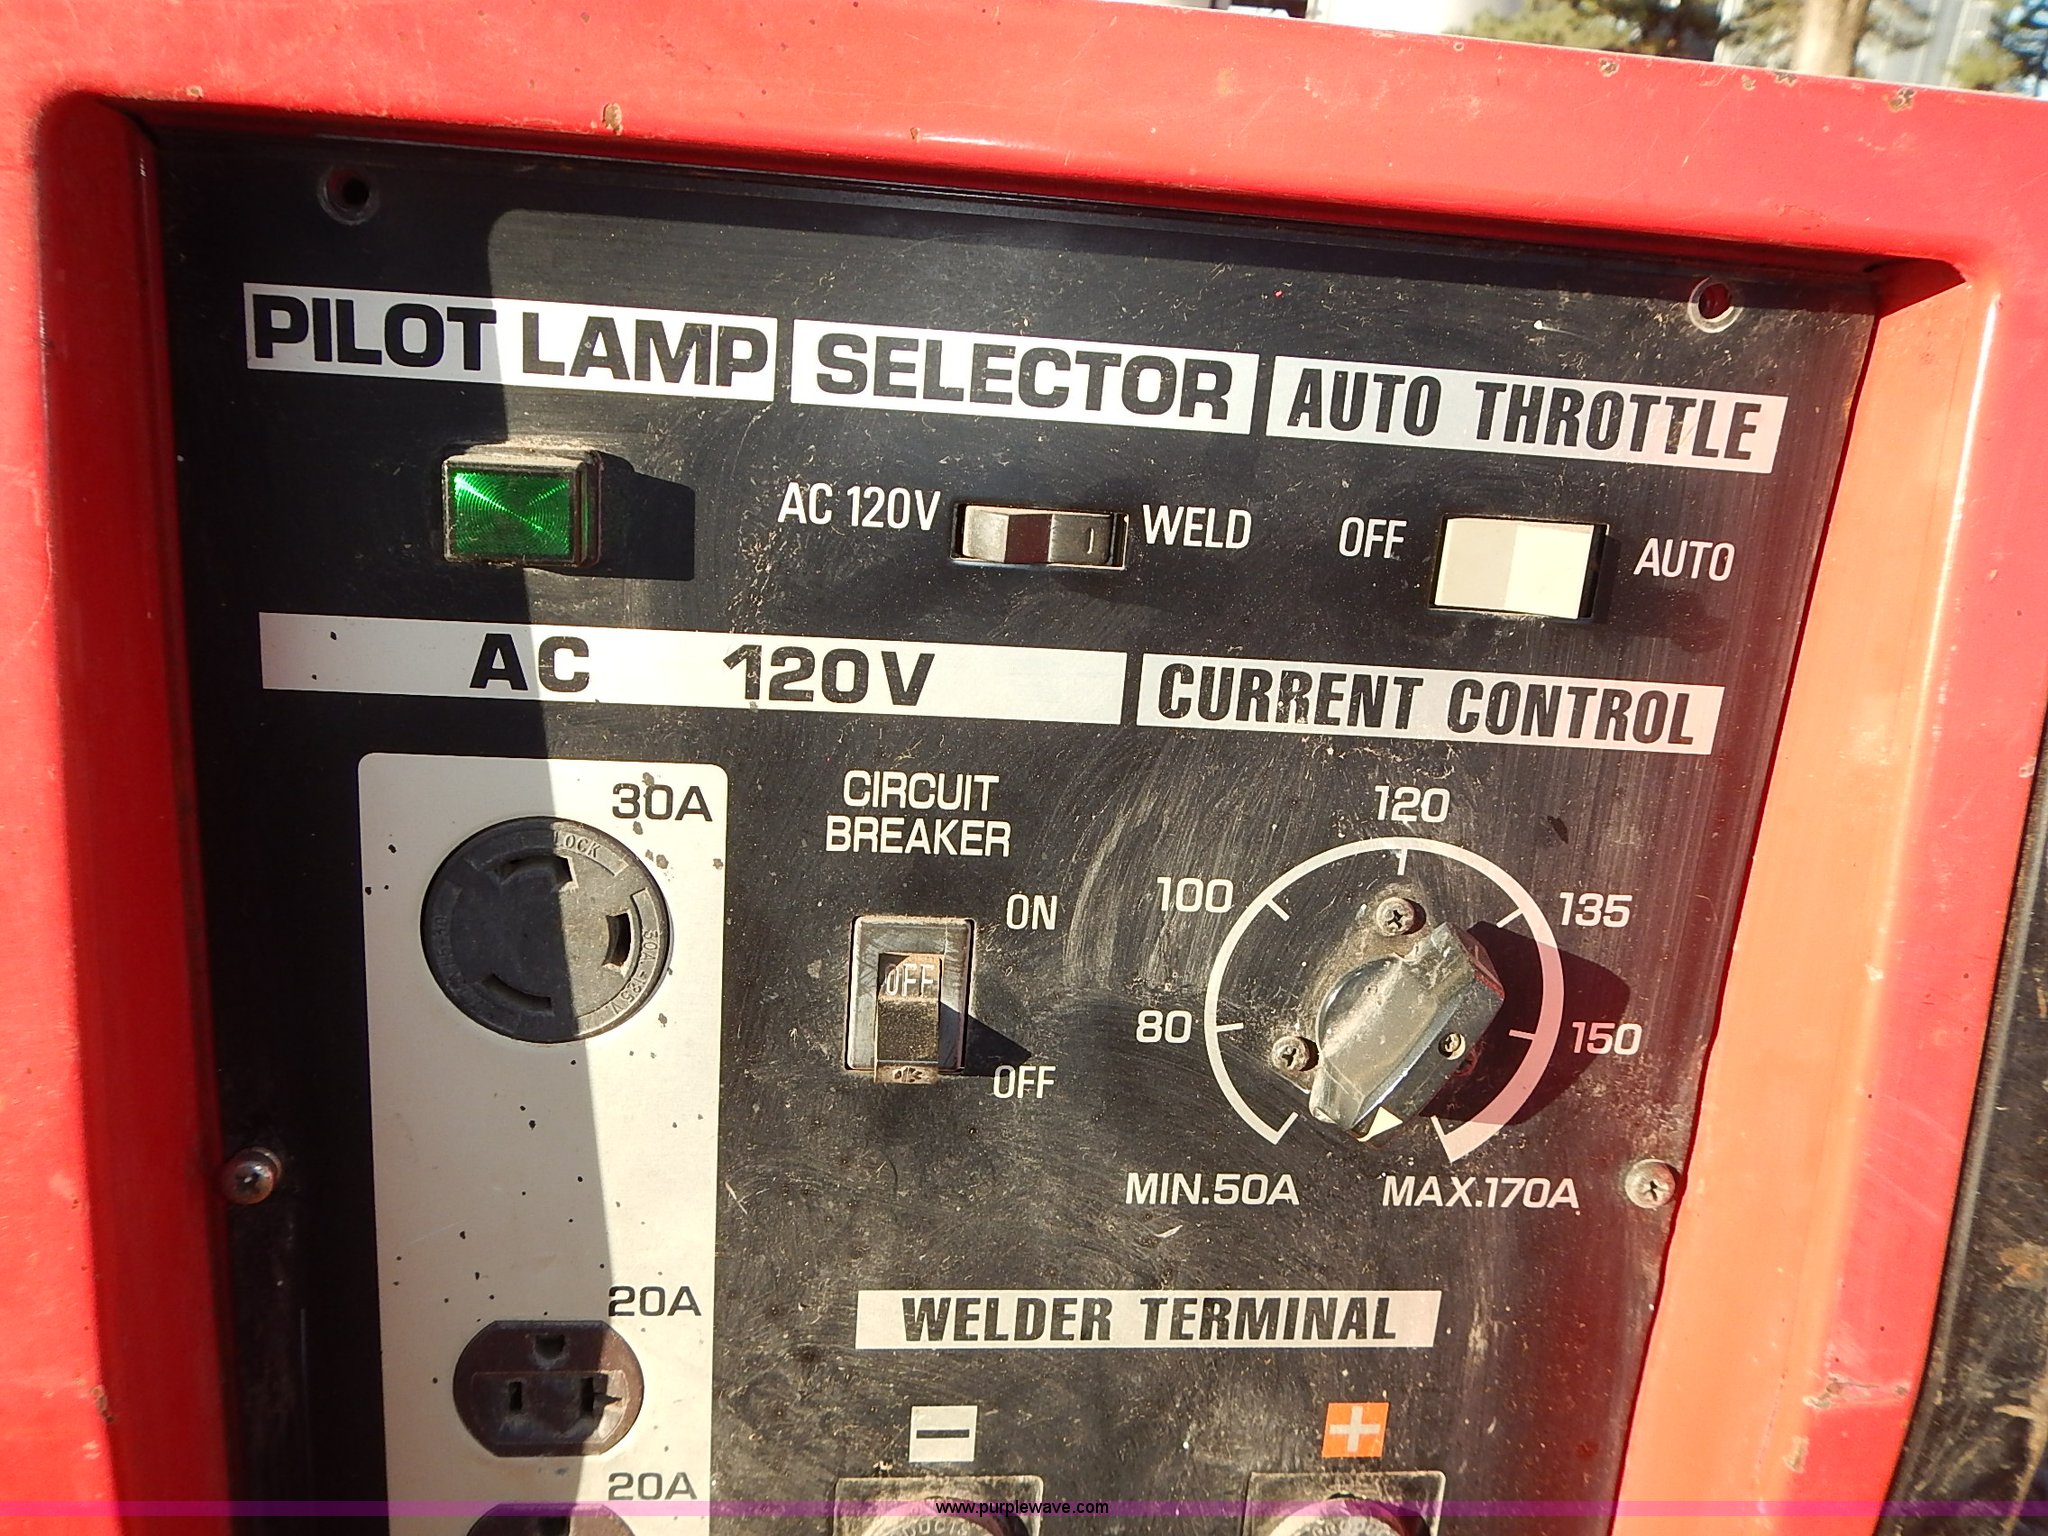 PILOT LAMP
SELECTOR
AUTO THROTTLE
AC 120V
WELD
OFF
AUTO
AC 120V
CURRENT CONTROL
30A
LOCK
CIRCUIT
BREAKER
ON
OFF
OFF
120
100
135
80
150
MIN.50A
MAX.170A
20A
WELDER TERMINAL
−
+
20A
www.purplewave.com